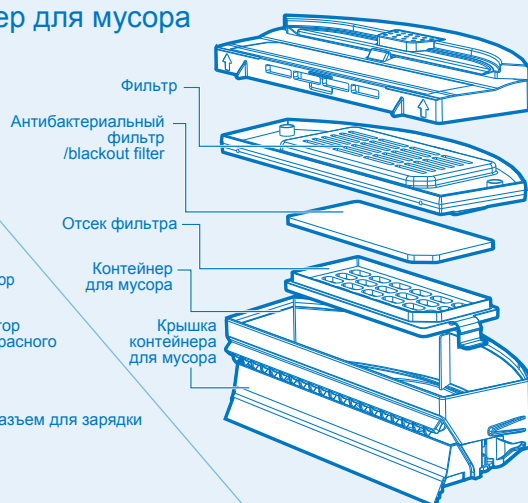 ер для мусора
Фильтр
Антибактериальный
фильтр
/blackout filter
Отсек фильтра
Контейнер
для мусора
Крышка
контейнера
для мусора
ор
тор
расного
азъем для зарядки